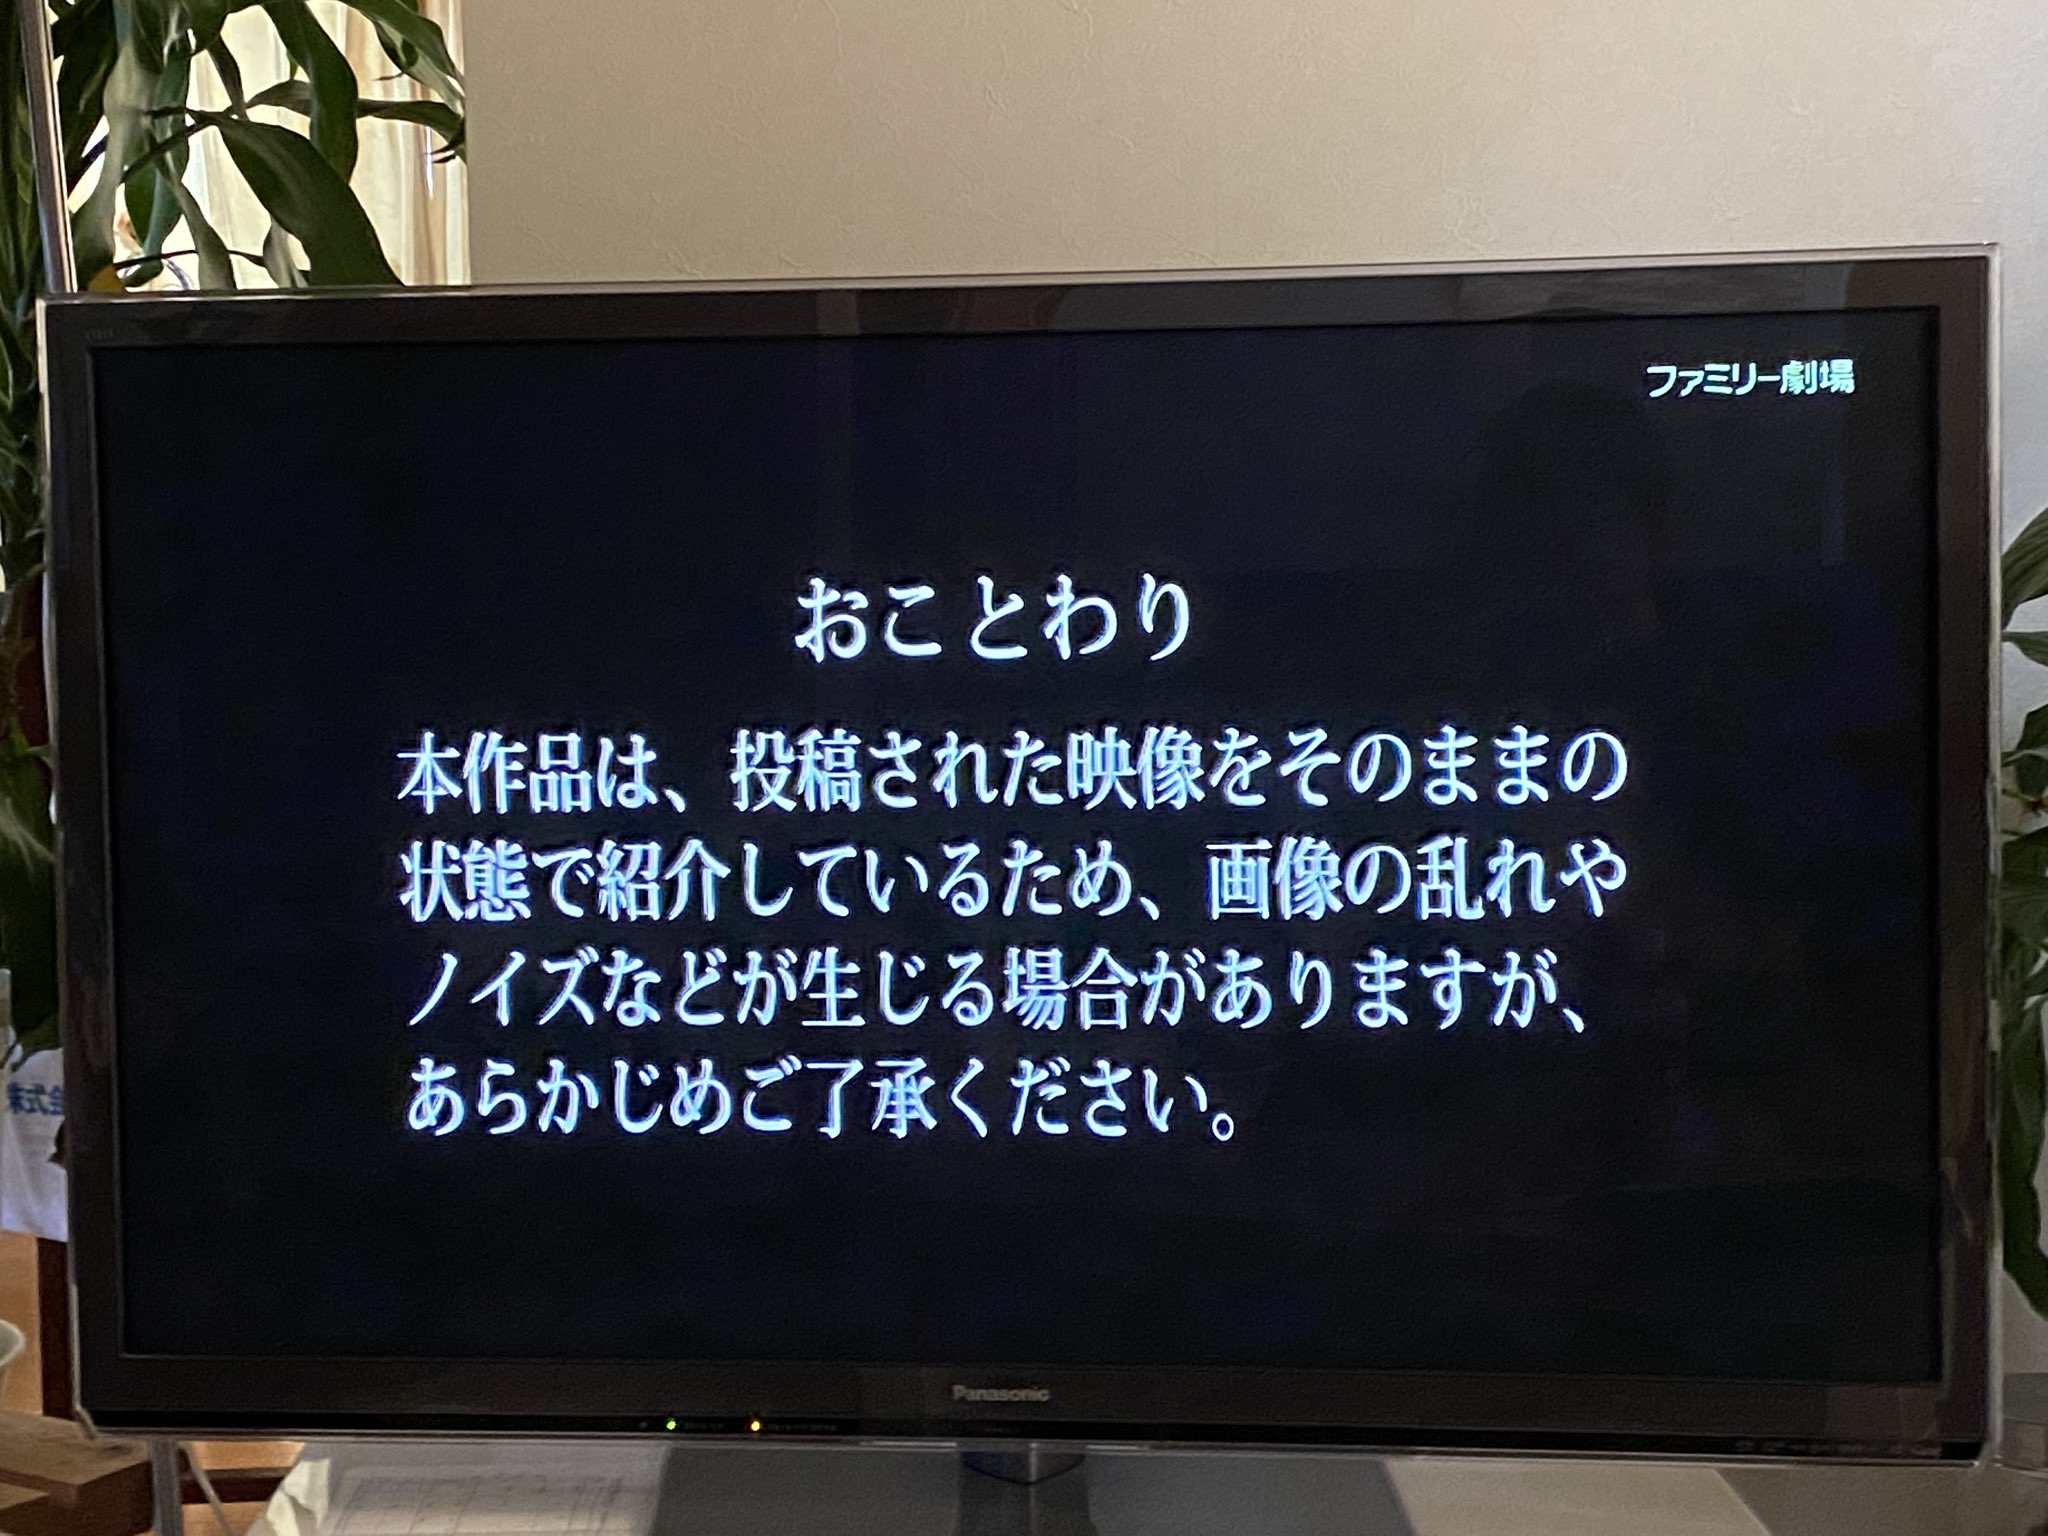 ファミリー劇場
おことわり
本作品は、投稿された映像をそのままの
状態で紹介しているため、画像の乱れや
ノイズなどが生じる場合がありますが、
あらかじめご了承ください。
株式会
Panasonic